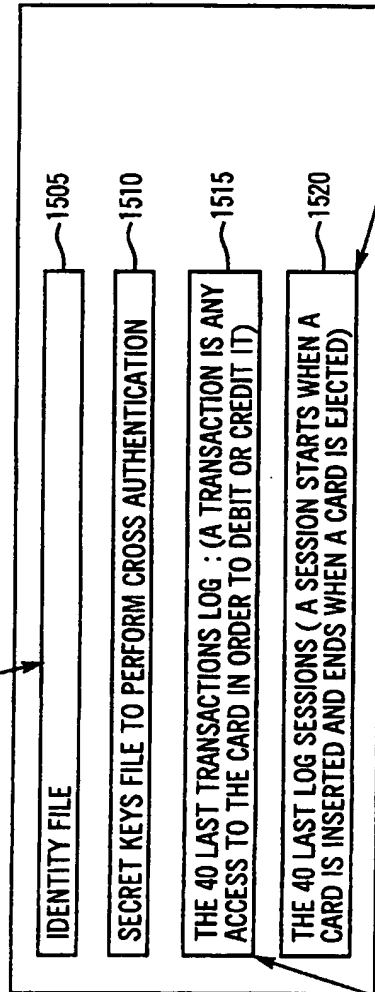 IDENTITY FILE
1505
SECRET KEYS FILE TO PERFORM CROSS AUTHENTICATION
1510
THE 40 LAST TRANSACTIONS LOG : (A TRANSACTION IS ANY
ACCESS TO THE CARD IN ORDER TO DEBIT OR CREDIT IT)
1515
THE 40 LAST LOG SESSIONS ( A SESSION STARTS WHEN A
CARD IS INSERTED AND ENDS WHEN A CARD IS EJECTED)
1520